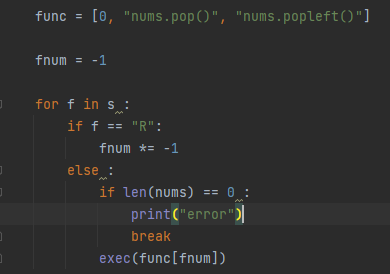 func = [0, "nums.pop()", "nums.popleft()"]
fnum = -1
for f in s :
if f == "R":
fnum *= -1
else :
if len(nums) == 0 :
print("error")
break
exec(func[fnum])